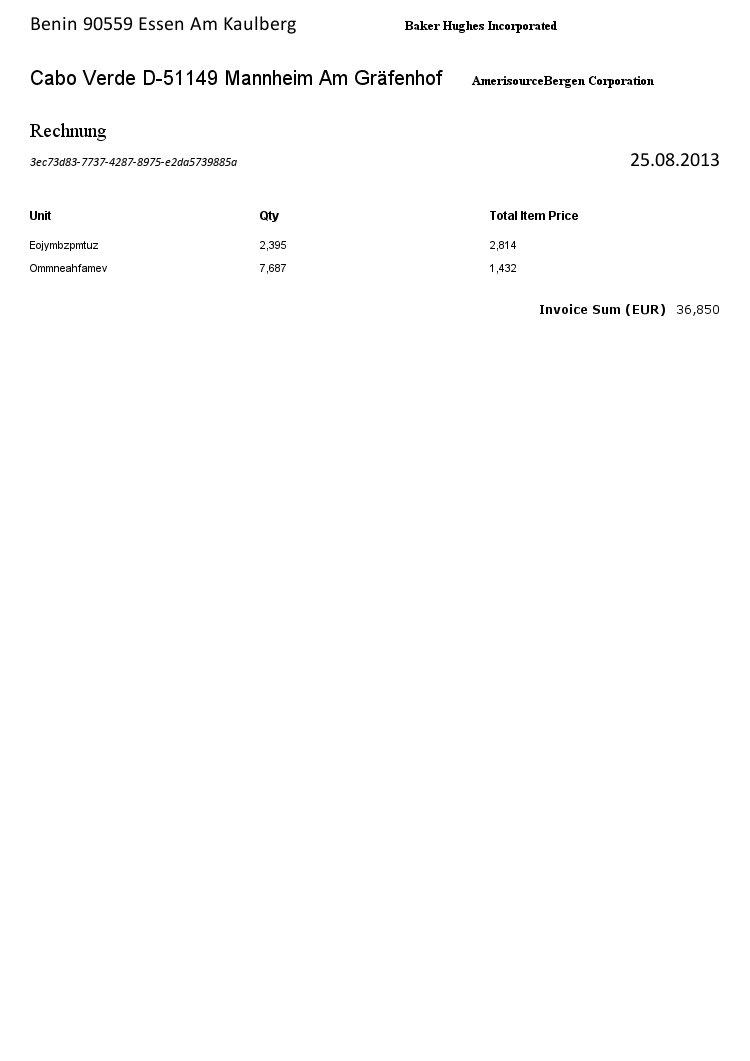 Benin 90559 Essen Am Kaulberg Baker Hughes Incorporated
Cabo Verde D-51149 Mannheim Am Gräfenhof AmerisourceBergen Corporation
Rechnung
3ec73d83-7737-4287-8975-e2da5739885a 25.08.2013
Unit Qty Total Item Price
Eojymbzpmtuz 2,395 2,814
Ommneahfamev 7,687 1,432
Invoice Sum (EUR) 36,850